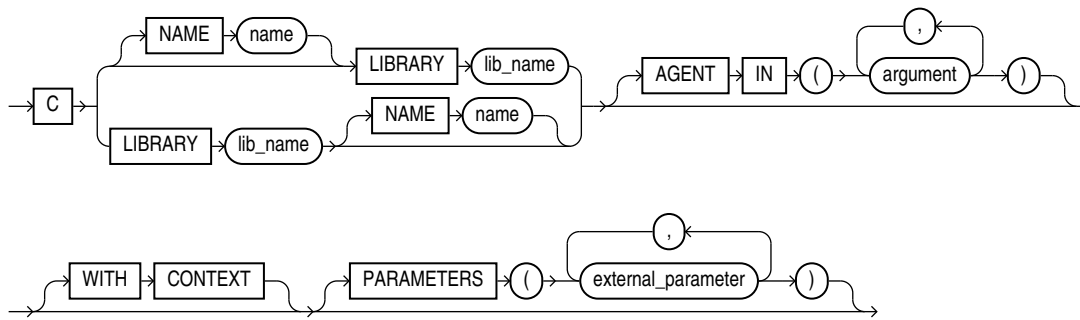 NAME name LIBRARY lib_name
C
LIBRARY lib_name NAME name
,
AGENT IN ( argument )
,
WITH CONTEXT PARAMETERS ( external_parameter )